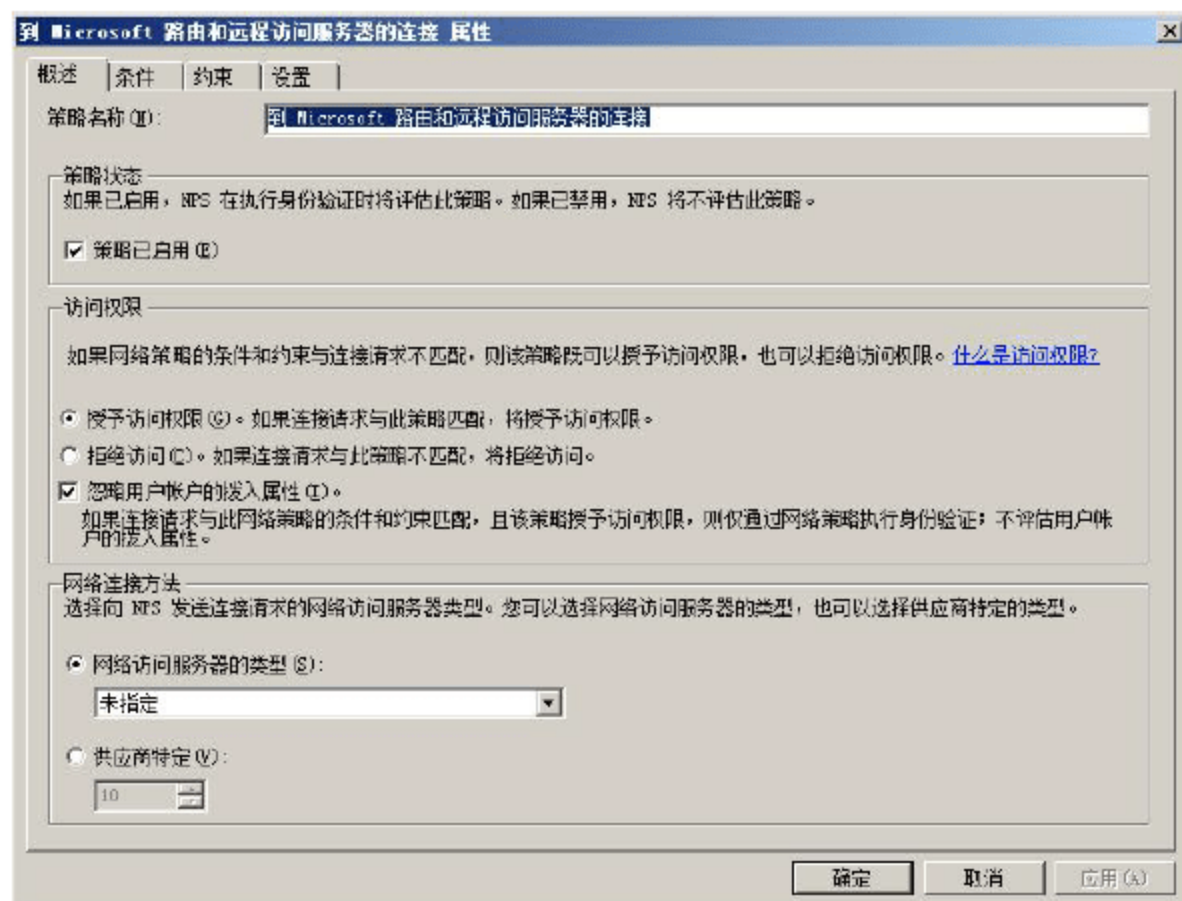 到 Microsoft 路由和远程访问服务器的连接 属性
概述 条件 约束 设置
策略名称(N): 到 Microsoft 路由和远程访问服务器的连接
策略状态
如果已启用，NPS 在执行身份验证时将评估此策略。如果已禁用，NPS 将不评估此策略。
策略已启用(E)
访问权限
如果网络策略的条件和约束与连接请求不匹配，则该策略既可以授予访问权限，也可以拒绝访问权限。什么是访问权限?
授予访问权限(G)。如果连接请求与此策略匹配，将授予访问权限。
拒绝访问(C)。如果连接请求与此策略不匹配，将拒绝访问。
忽略用户帐户的拨入属性(I)。
如果连接请求与此网络策略的条件和约束匹配，且该策略授予访问权限，则仅通过网络策略执行身份验证；不评估用户帐
户的拨入属性。
网络连接方法
选择向 NPS 发送连接请求的网络访问服务器类型。您可以选择网络访问服务器的类型，也可以选择供应商特定的类型。
网络访问服务器的类型(S):
未指定
供应商特定(V):
10
确定 取消 应用(A)